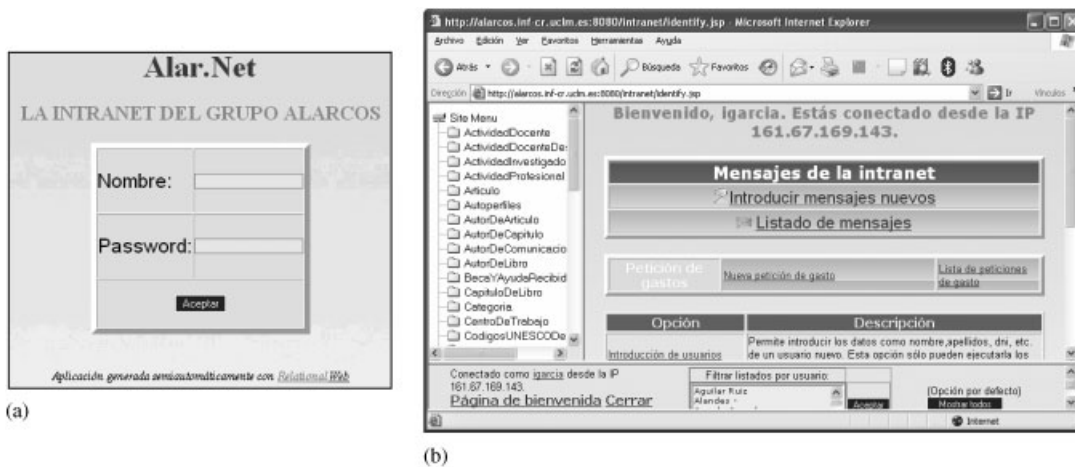 Alar.Net
LA INTRANET DEL GRUPO ALARCOS
Nombre:
Password:
Aceptar
Aplicación generada semiautomáticamente con RelationalWeb
(a)
http://alarcos.inf-cr.uclm.es:8080/intranet/identify.jsp - Microsoft Internet Explorer
Archivo Edición Ver Favoritos Herramientas Ayuda
Atrás Búsqueda Favoritos
Dirección http://alarcos.inf-cr.uclm.es:8080/intranet/identify.jsp Ir Vínculos
Site Menu
ActividadDocente
ActividadDocenteDe
ActividadInvestigado
ActividadProfesional
Articulo
Autoperfiles
AutorDeArticulo
AutorDeCapitulo
AutorDeComunicacio
AutorDeLibro
BecaYAyudaRecibid
CapituloDeLibro
Categoria
CentroDeTrabajo
CodigosUNESCODe
Bienvenido, igarcia. Estás conectado desde la IP
161.67.169.143.
Mensajes de la intranet
Introducir mensajes nuevos
Listado de mensajes
Petición de
gastos
Nueva petición de gasto
Lista de peticiones
de gasto
Opción Descripción
Introducción de usuarios
Permite introducir los datos como nombre,apellidos, dni, etc.
de un usuario nuevo. Esta opción sólo pueden ejecutarla los
Conectado como igarcia desde la IP
161.67.169.143.
Página de bienvenida Cerrar
Filtrar listados por usuario:
Aguilar Ruiz
Alandes -
Aceptar
(Opción por defecto)
Mostrar todos
Internet
(b)